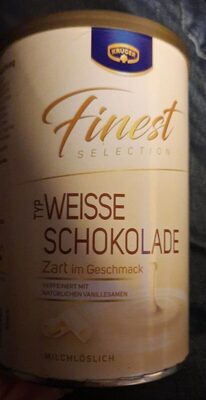 KRÜGER
Finest
SELECTION
TYP WEISSE
SCHOKOLADE
Zart im Geschmack
VERFEINERT MIT
NATÜRLICHEN VANILLESAMEN
MILCHLÖSLICH